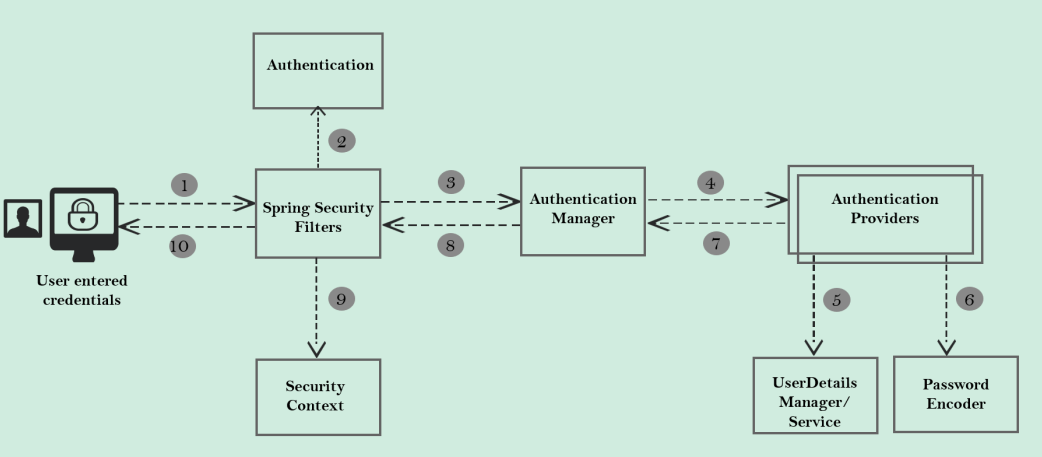 Authentication
2
1
3
4
Spring Security
Filters
Authentication
Manager
Authentication
Providers
10
8
7
User entered
credentials
9
5
6
Security
Context
UserDetails
Manager/
Service
Password
Encoder